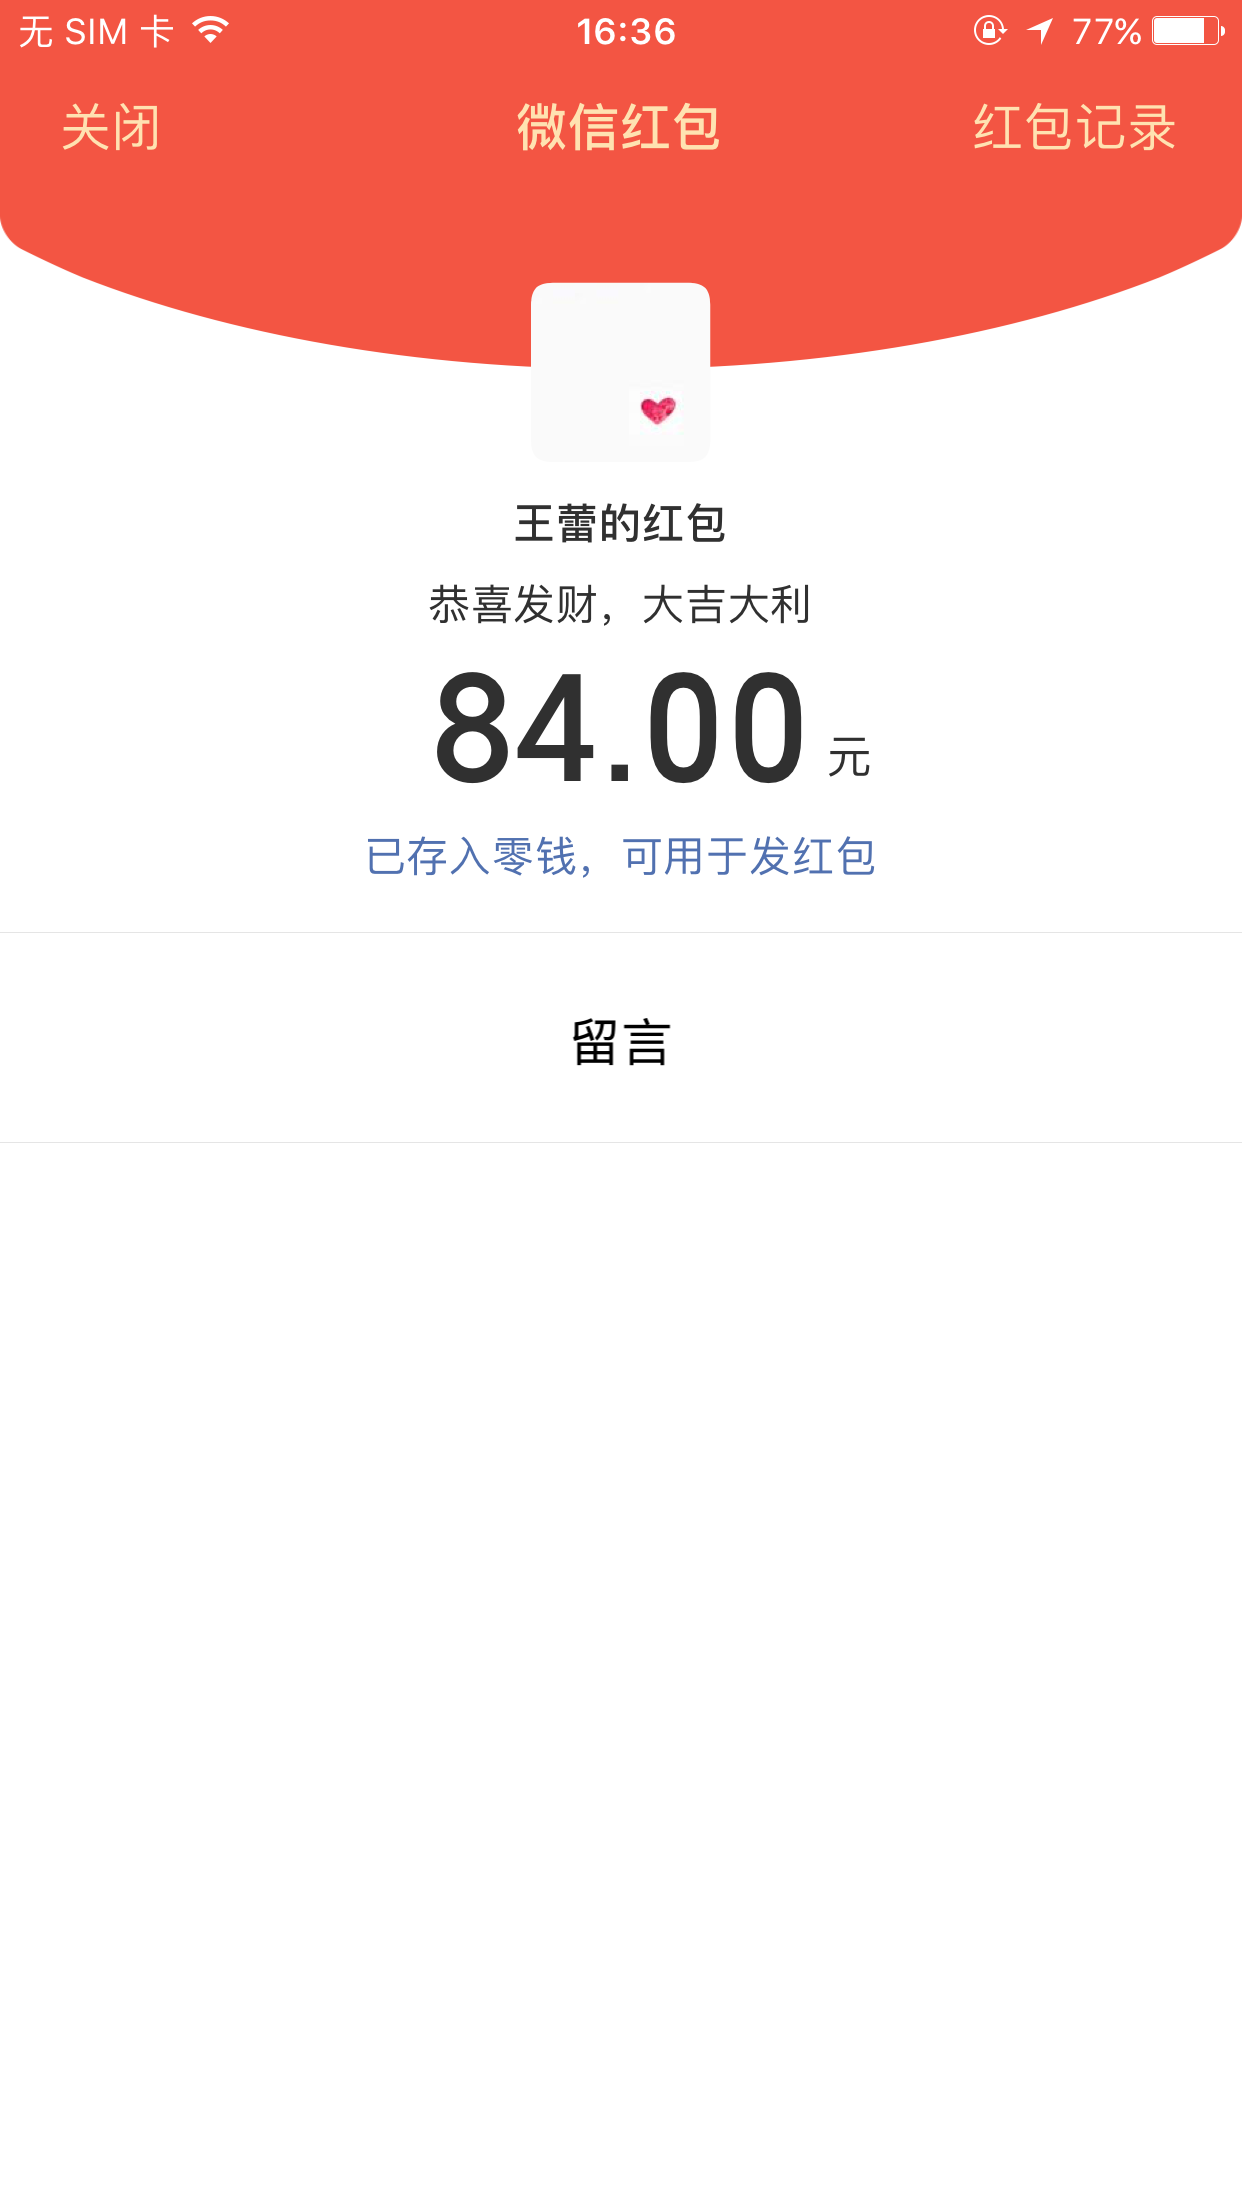 无 SIM 卡 16:36 77%
关闭 微信红包 红包记录
王蕾的红包
恭喜发财，大吉大利
84.00 元
已存入零钱，可用于发红包
留言